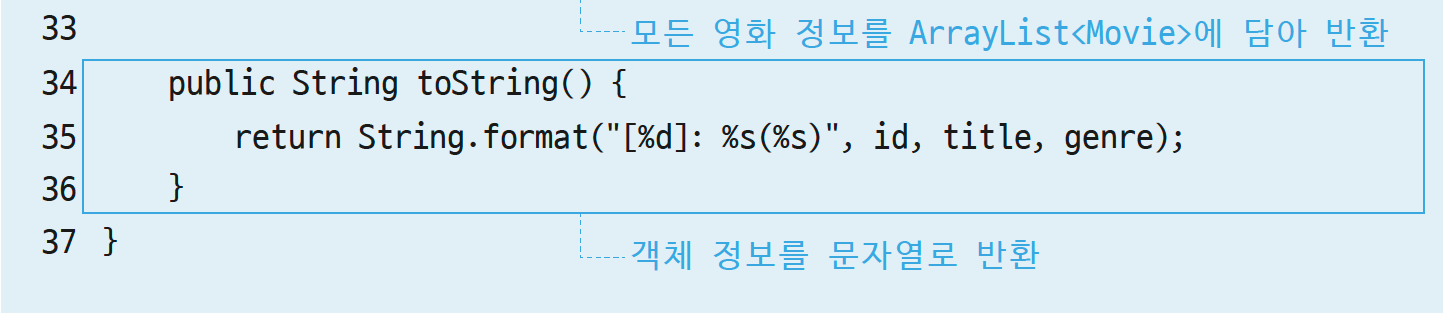 33
모든 영화 정보를 ArrayList<Movie>에 담아 반환
34 public String toString() {
35 return String.format("[%d]: %s(%s)", id, title, genre);
36 }
37 }
객체 정보를 문자열로 반환